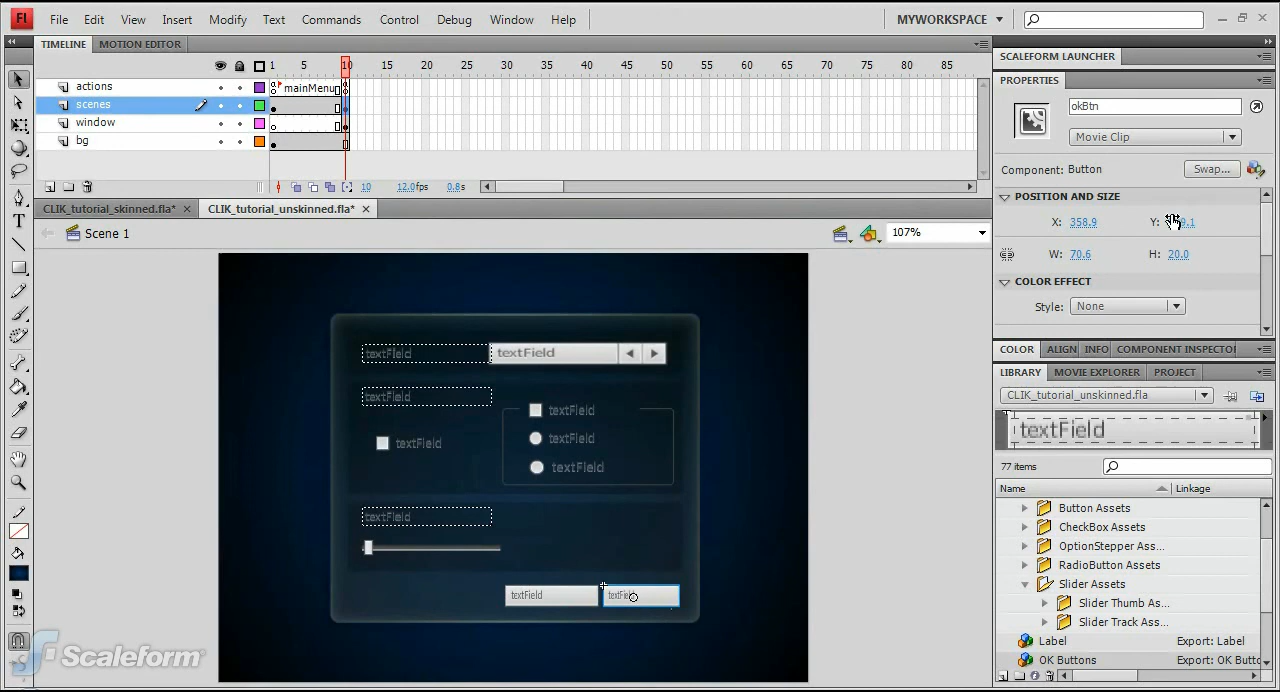 Fl File Edit View Insert Modify Text Commands Control Debug Window Help MYWORKSPACE
TIMELINE MOTION EDITOR
1 5 10 15 20 25 30 35 40 45 50 55 60 65 70 75 80 85
actions mainMenu
scenes
window
bg
10 12.0fps 0.8s
CLIK_tutorial_skinned.fla* CLIK_tutorial_unskinned.fla*
Scene 1 107%
textField textField
textField
textField
textField
textField
textField
textField
textField textField
Scaleform
SCALEFORM LAUNCHER
PROPERTIES
okBtn
Movie Clip
Component: Button Swap...
POSITION AND SIZE
X: 358.9 Y: 9.1
W: 70.6 H: 20.0
COLOR EFFECT
Style: None
COLOR ALIGN INFO COMPONENT INSPECTO
LIBRARY MOVIE EXPLORER PROJECT
CLIK_tutorial_unskinned.fla
textField
77 items
Name Linkage
Button Assets
CheckBox Assets
OptionStepper Ass...
RadioButton Assets
Slider Assets
Slider Thumb As...
Slider Track Ass...
Label Export: Label
OK Buttons Export: OK Butto